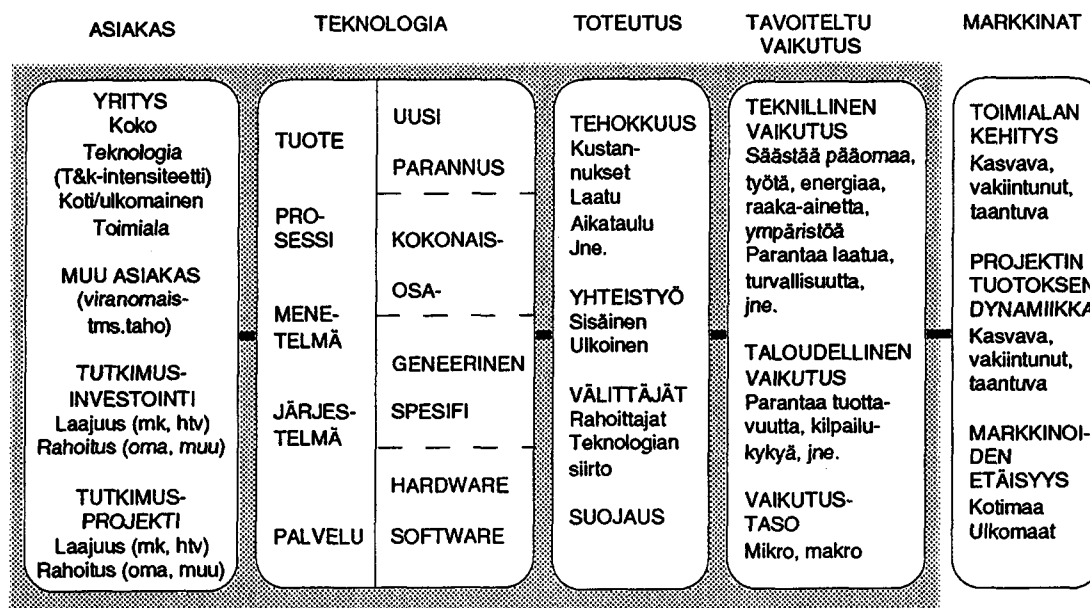 ASIAKAS
TEKNOLOGIA
TOTEUTUS
TAVOITELTU
VAIKUTUS
MARKKINAT
YRITYS
Koko
Teknologia
(T&k-intensiteetti)
Koti/ulkomainen
Toimiala
MUU ASIAKAS
(viranomais-
tms.taho)
TUTKIMUS-
INVESTOINTI
Laajuus (mk, htv)
Rahoitus (oma, muu)
TUTKIMUS-
PROJEKTI
Laajuus (mk, htv)
Rahoitus (oma, muu)
TUOTE
PRO-
SESSI
MENE-
TELMÄ
JÄRJES-
TELMÄ
PALVELU
UUSI
PARANNUS
KOKONAIS-
OSA-
GENEERINEN
SPESIFI
HARDWARE
SOFTWARE
TEHOKKUUS
Kustan-
nukset
Laatu
Aikataulu
Jne.
YHTEISTYÖ
Sisäinen
Ulkoinen
VÄLITTÄJÄT
Rahoittajat
Teknologian
siirto
SUOJAUS
TEKNILLINEN
VAIKUTUS
Säästää pääomaa,
työtä, energiaa,
raaka-ainetta,
ympäristöä
Parantaa laatua,
turvallisuutta,
jne.
TALOUDELLINEN
VAIKUTUS
Parantaa tuotta-
vuutta, kilpailu-
kykyä, jne.
VAIKUTUS-
TASO
Mikro, makro
TOIMIALAN
KEHITYS
Kasvava,
vakiintunut,
taantuva
PROJEKTIN
TUOTOKSEN
DYNAMIIKKA
Kasvava,
vakiintunut,
taantuva
MARKKINOI-
DEN
ETÄISYYS
Kotimaa
Ulkomaat